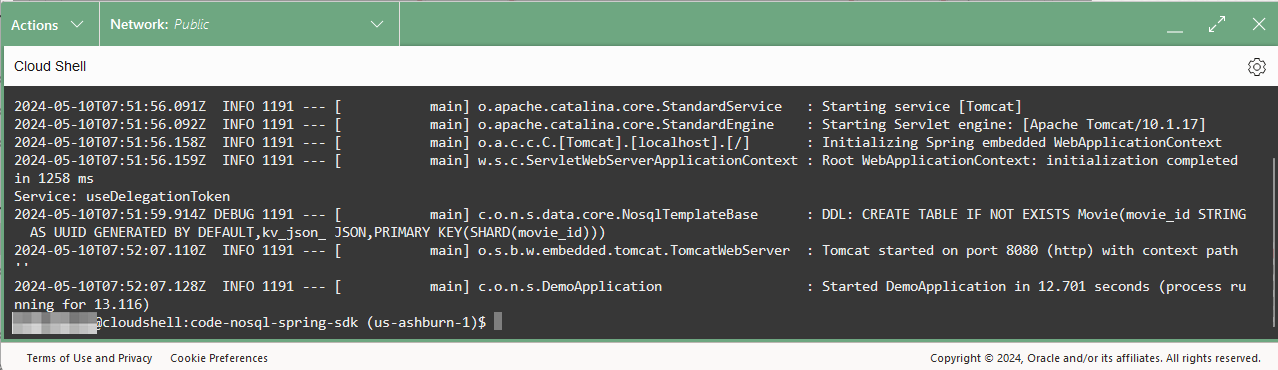 Actions Network: Public
Cloud Shell
2024-05-10T07:51:56.091Z  INFO 1191 --- [           main] o.apache.catalina.core.StandardService   : Starting service [Tomcat]
2024-05-10T07:51:56.092Z  INFO 1191 --- [           main] o.apache.catalina.core.StandardEngine    : Starting Servlet engine: [Apache Tomcat/10.1.17]
2024-05-10T07:51:56.158Z  INFO 1191 --- [           main] o.a.c.c.C.[Tomcat].[localhost].[/]       : Initializing Spring embedded WebApplicationContext
2024-05-10T07:51:56.159Z  INFO 1191 --- [           main] w.s.c.ServletWebServerApplicationContext : Root WebApplicationContext: initialization completed
in 1258 ms
Service: useDelegationToken
2024-05-10T07:51:59.914Z DEBUG 1191 --- [           main] c.o.n.s.data.core.NosqlTemplateBase      : DDL: CREATE TABLE IF NOT EXISTS Movie(movie_id STRING
AS UUID GENERATED BY DEFAULT,kv_json_ JSON,PRIMARY KEY(SHARD(movie_id)))
2024-05-10T07:52:07.110Z  INFO 1191 --- [           main] o.s.b.w.embedded.tomcat.TomcatWebServer  : Tomcat started on port 8080 (http) with context path
''
2024-05-10T07:52:07.128Z  INFO 1191 --- [           main] c.o.n.s.DemoApplication                  : Started DemoApplication in 12.701 seconds (process ru
nning for 13.116)
@cloudshell:code-nosql-spring-sdk (us-ashburn-1)$
Terms of Use and Privacy Cookie Preferences Copyright © 2024, Oracle and/or its affiliates. All rights reserved.